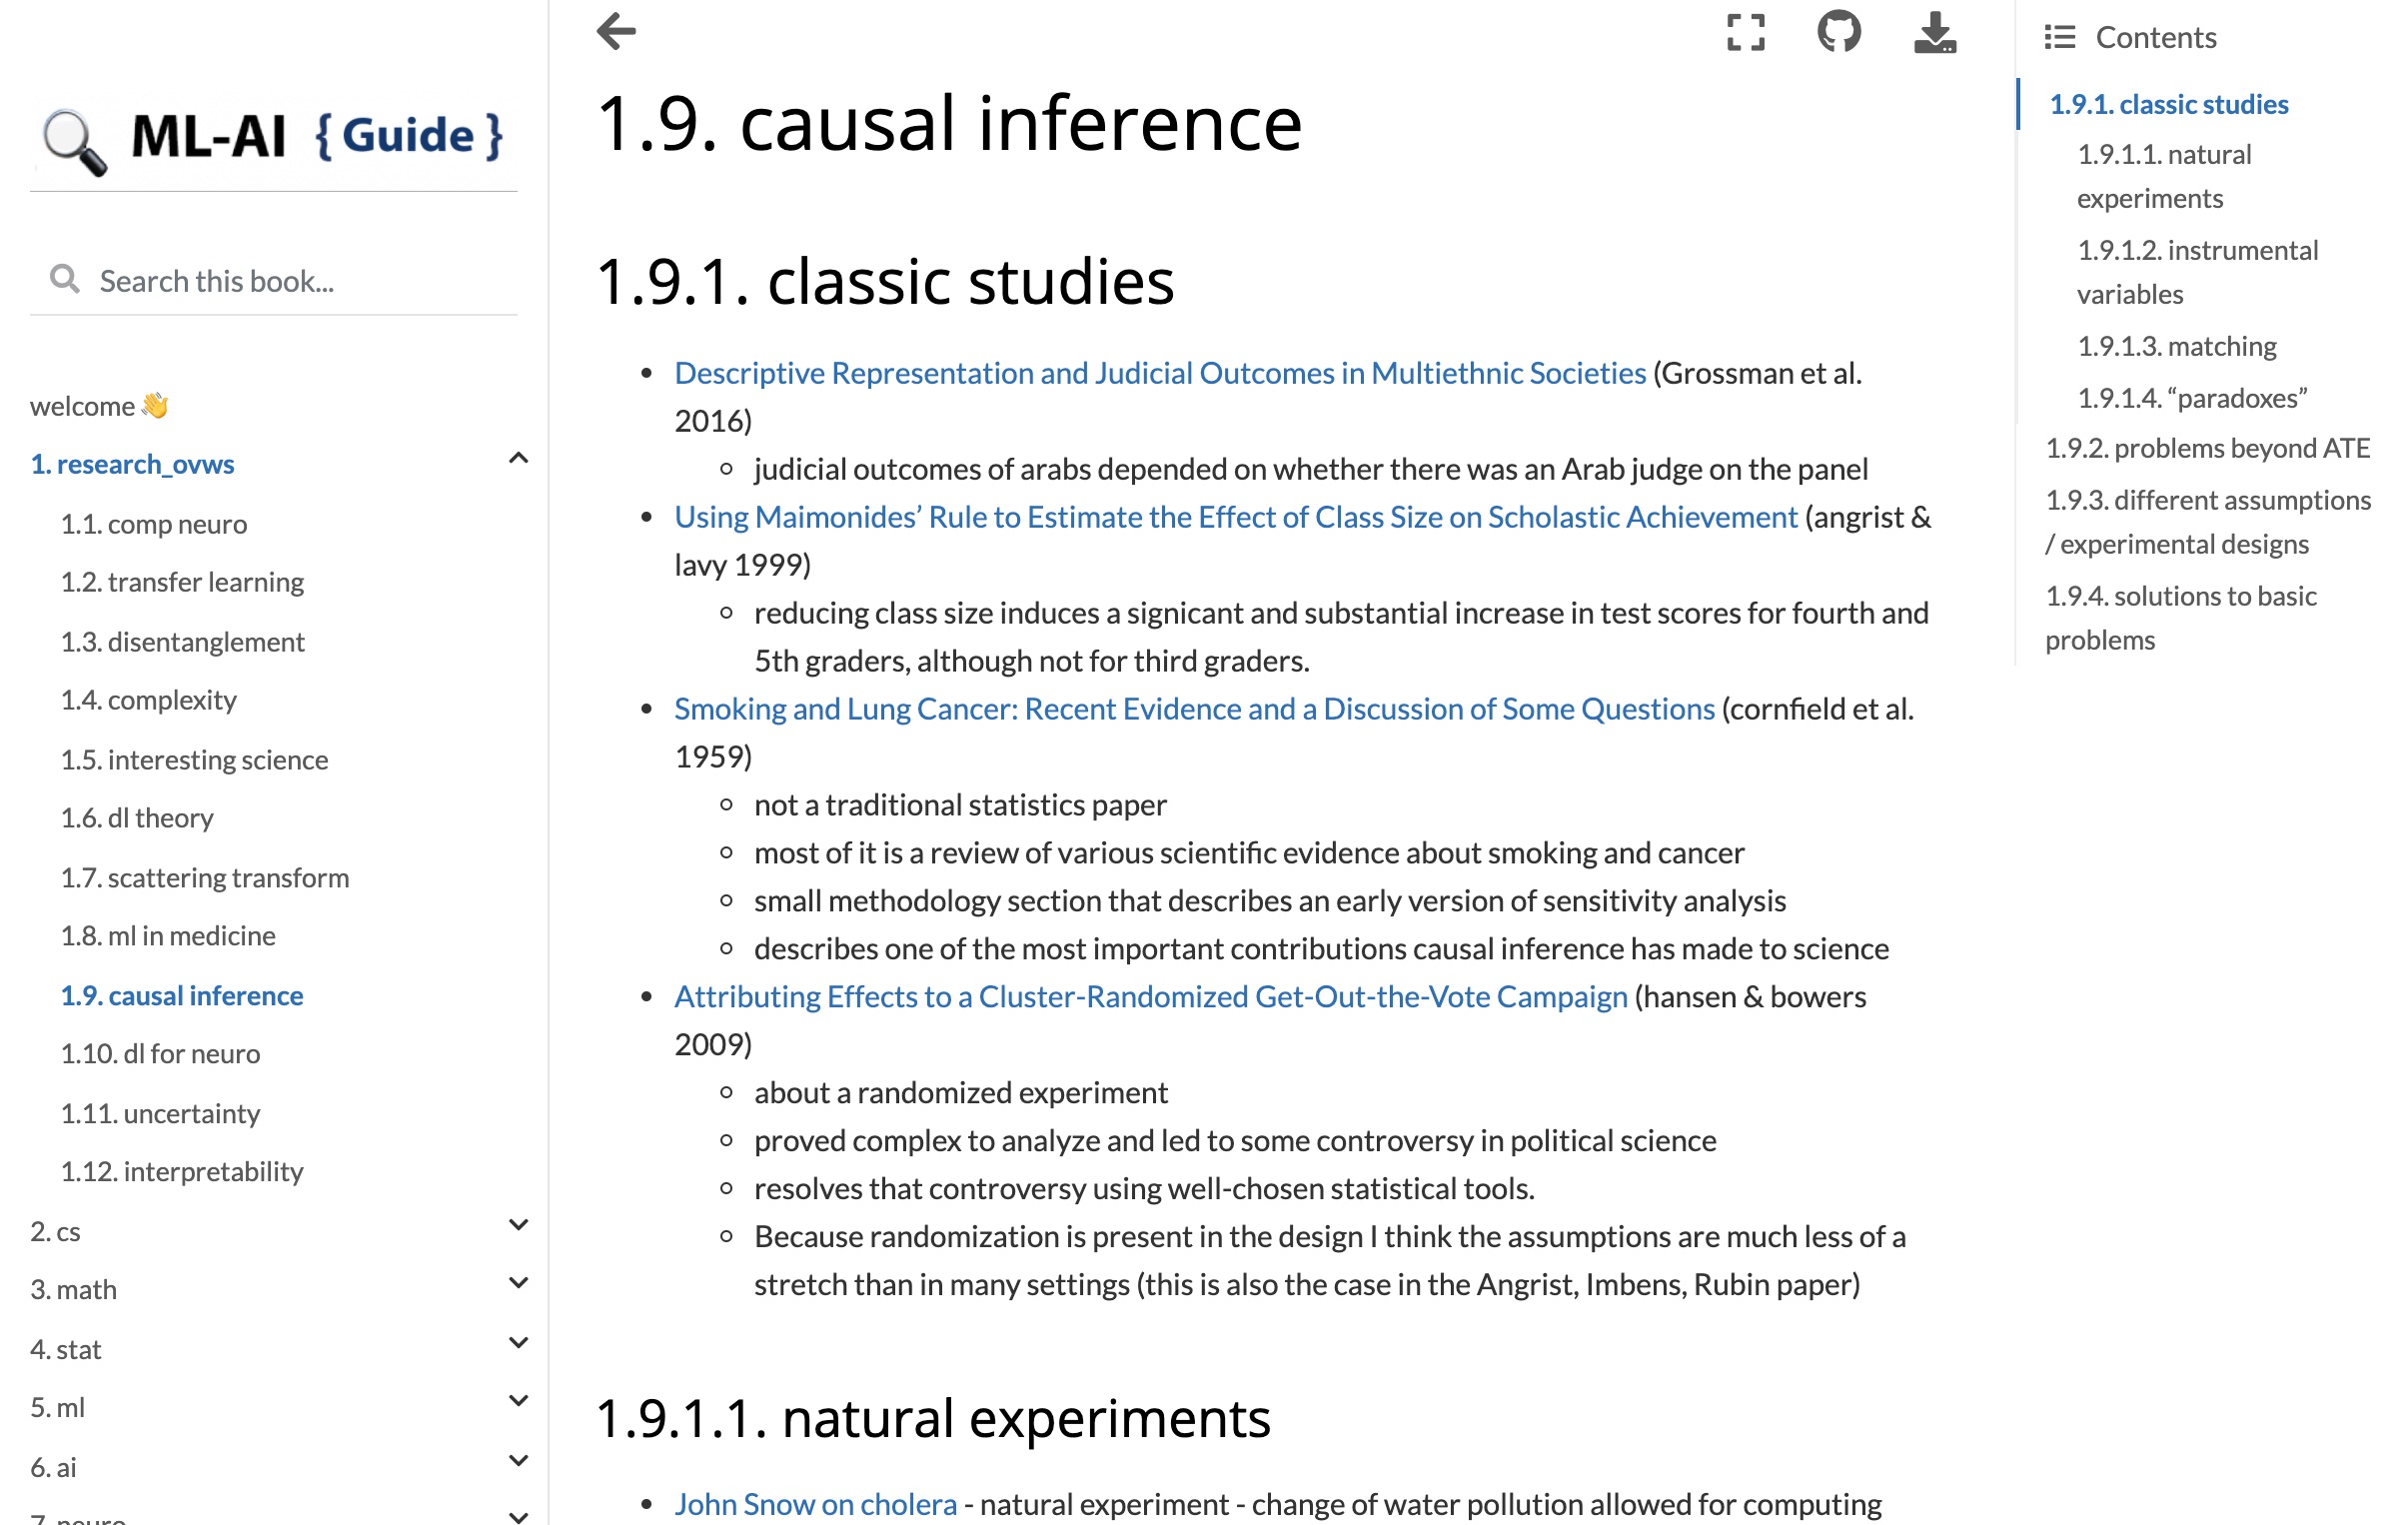 ML-AI { Guide }
Search this book...
welcome 👋
1. research_ovws
1.1. comp neuro
1.2. transfer learning
1.3. disentanglement
1.4. complexity
1.5. interesting science
1.6. dl theory
1.7. scattering transform
1.8. ml in medicine
1.9. causal inference
1.10. dl for neuro
1.11. uncertainty
1.12. interpretability
2. cs
3. math
4. stat
5. ml
6. ai
7. neuro
1.9. causal inference
1.9.1. classic studies
Descriptive Representation and Judicial Outcomes in Multiethnic Societies (Grossman et al.
2016)
judicial outcomes of arabs depended on whether there was an Arab judge on the panel
Using Maimonides’ Rule to Estimate the Effect of Class Size on Scholastic Achievement (angrist &
lavy 1999)
reducing class size induces a signicant and substantial increase in test scores for fourth and
5th graders, although not for third graders.
Smoking and Lung Cancer: Recent Evidence and a Discussion of Some Questions (cornfield et al.
1959)
not a traditional statistics paper
most of it is a review of various scientific evidence about smoking and cancer
small methodology section that describes an early version of sensitivity analysis
describes one of the most important contributions causal inference has made to science
Attributing Effects to a Cluster-Randomized Get-Out-the-Vote Campaign (hansen & bowers
2009)
about a randomized experiment
proved complex to analyze and led to some controversy in political science
resolves that controversy using well-chosen statistical tools.
Because randomization is present in the design I think the assumptions are much less of a
stretch than in many settings (this is also the case in the Angrist, Imbens, Rubin paper)
1.9.1.1. natural experiments
John Snow on cholera - natural experiment - change of water pollution allowed for computing
Contents
1.9.1. classic studies
1.9.1.1. natural
experiments
1.9.1.2. instrumental
variables
1.9.1.3. matching
1.9.1.4. “paradoxes”
1.9.2. problems beyond ATE
1.9.3. different assumptions
/ experimental designs
1.9.4. solutions to basic
problems